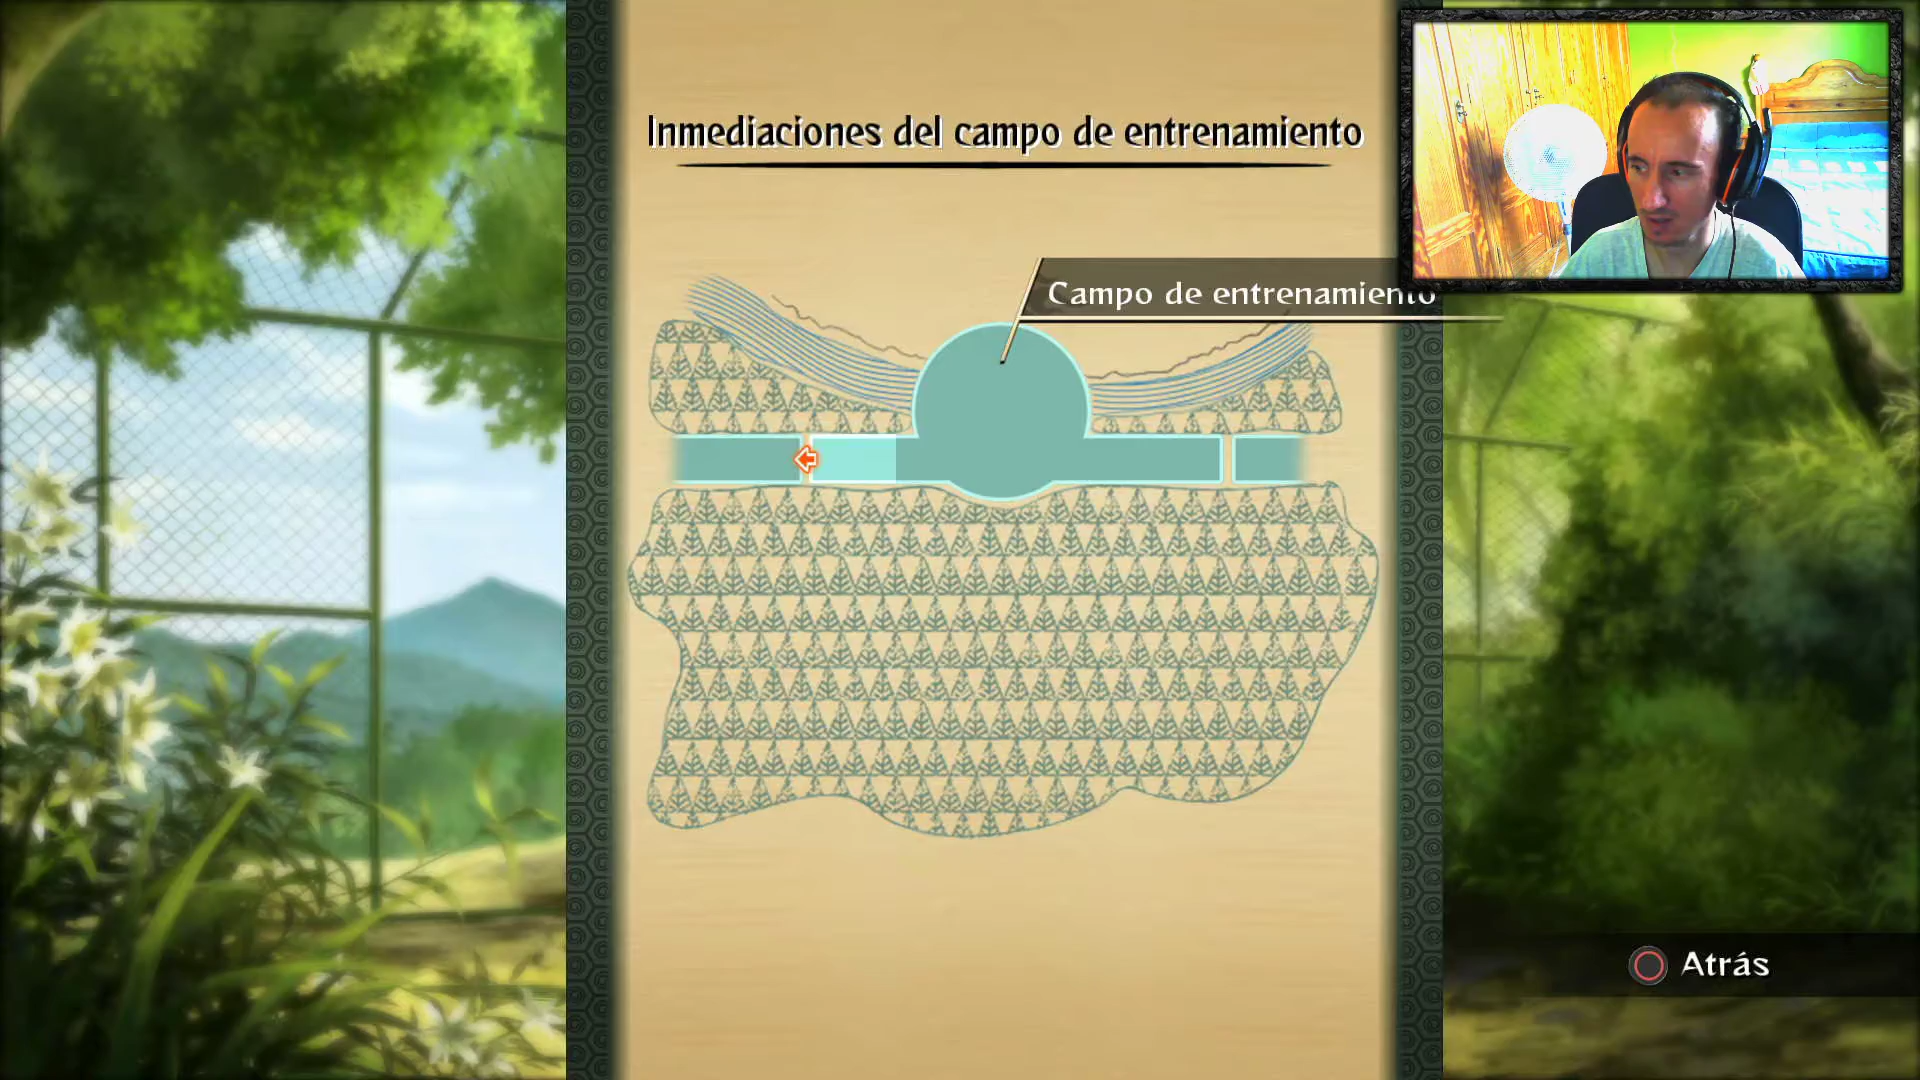 Inmediaciones del campo de entrenamiento
Campo de entrenamiento
Atrás